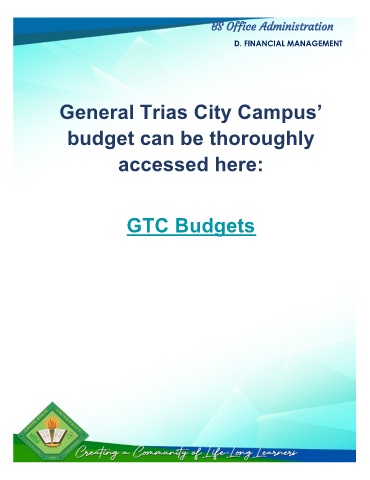 BS Office Administration
D. FINANCIAL MANAGEMENT
General Trias City Campus’
budget can be thoroughly
accessed here:
GTC Budgets
Creating a Community of Life-Long Learners